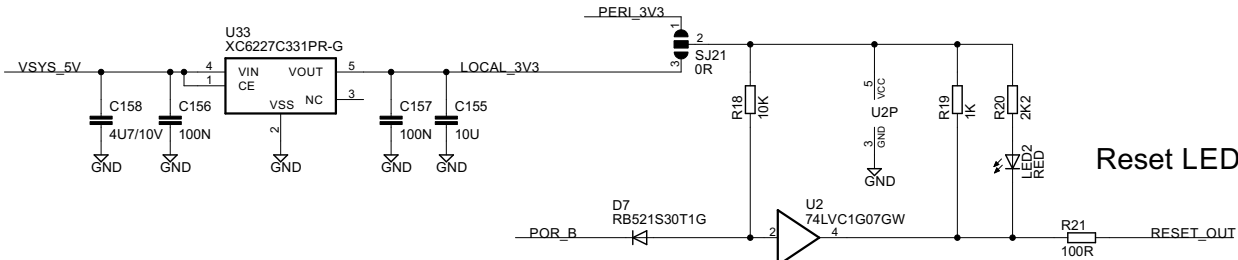 PERI_3V3
U33
XC6227C331PR-G
VSYS_5V
4
1
VIN
CE
VOUT
VSS
NC
5
3
2
LOCAL_3V3
1
2
3
SJ21
0R
C158
4U7/10V
C156
100N
C157
100N
C155
10U
GND
GND
GND
GND
GND
R18
10K
5
VCC
U2P
3
GND
GND
R19
1K
R20
2K2
LED2
RED
Reset LED
D7
RB521S30T1G
U2
74LVC1G07GW
POR_B
2
4
R21
100R
RESET_OUT